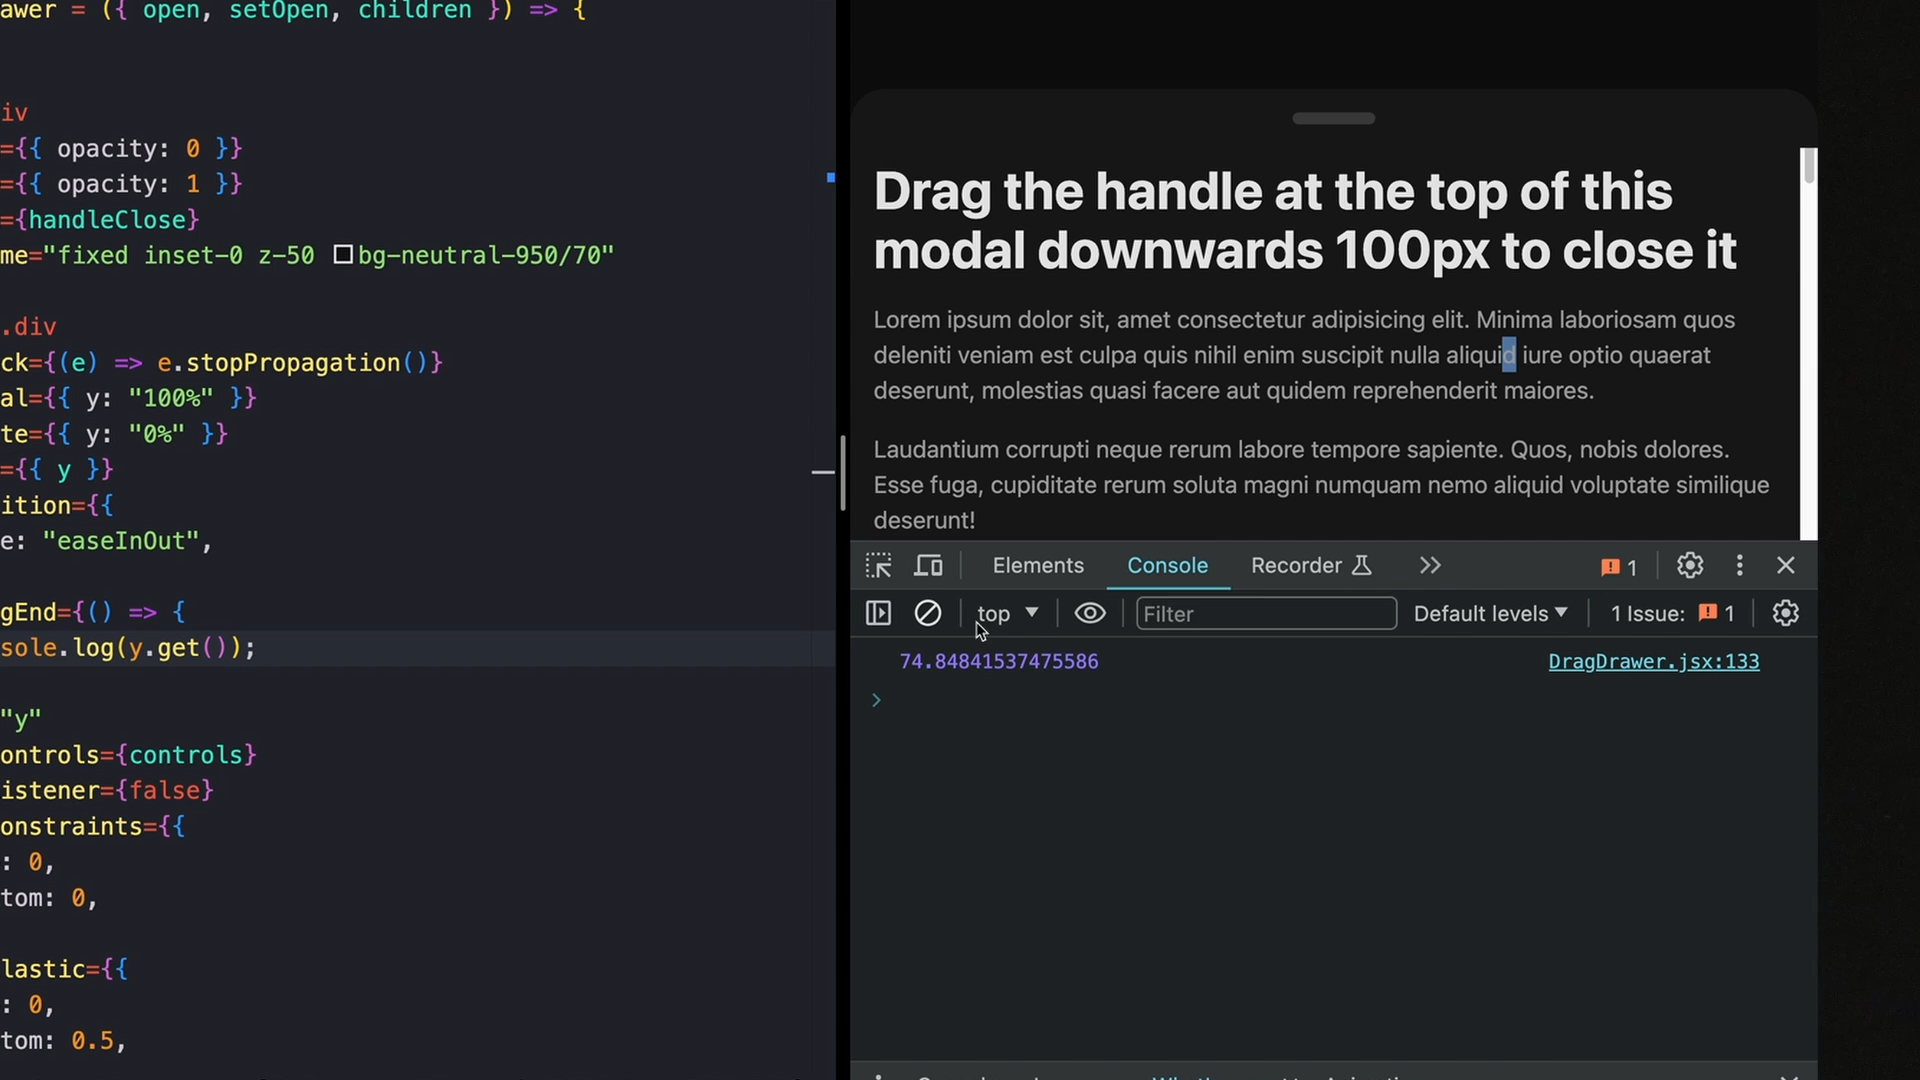 awer = ({ open, setOpen, children }) => {
iv
={{ opacity: 0 }}
={{ opacity: 1 }}
={handleClose}
me="fixed inset-0 z-50 bg-neutral-950/70"
.div
ck={(e) => e.stopPropagation()}
al={{ y: "100%" }}
te={{ y: "0%" }}
={{ y }}
ition={{
e: "easeInOut",
gEnd={() => {
sole.log(y.get());
"y"
ontrols={controls}
istener={false}
onstraints={{
: 0,
tom: 0,
lastic={{
: 0,
tom: 0.5,
Drag the handle at the top of this
modal downwards 100px to close it
Lorem ipsum dolor sit, amet consectetur adipisicing elit. Minima laboriosam quos
deleniti veniam est culpa quis nihil enim suscipit nulla aliquid iure optio quaerat
deserunt, molestias quasi facere aut quidem reprehenderit maiores.
Laudantium corrupti neque rerum labore tempore sapiente. Quos, nobis dolores.
Esse fuga, cupiditate rerum soluta magni numquam nemo aliquid voluptate similique
deserunt!
Elements Console Recorder 1
top Filter Default levels 1 Issue: 1
74.84841537475586 DragDrawer.jsx:133
>